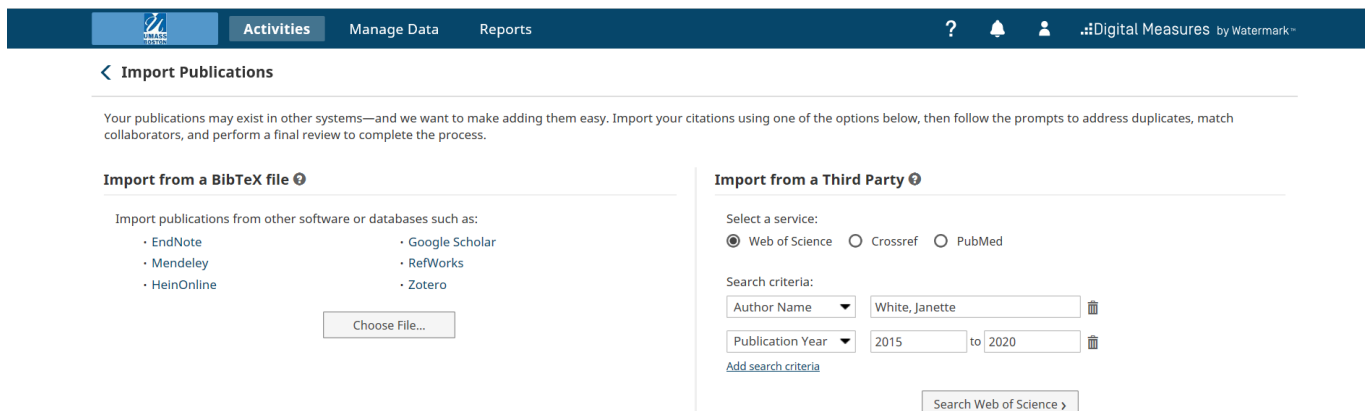 UMASS
BOSTON
Activities
Manage Data
Reports
?
.::Digital Measures by Watermark™
Import Publications
Your publications may exist in other systems—and we want to make adding them easy. Import your citations using one of the options below, then follow the prompts to address duplicates, match
collaborators, and perform a final review to complete the process.
Import from a BibTeX file ?
Import publications from other software or databases such as:
· EndNote
· Mendeley
· HeinOnline
· Google Scholar
· RefWorks
· Zotero
Choose File...
Import from a Third Party ?
Select a service:
Web of Science
Crossref
PubMed
Search criteria:
Author Name
White, Janette
Publication Year
2015 to 2020
Add search criteria
Search Web of Science ›